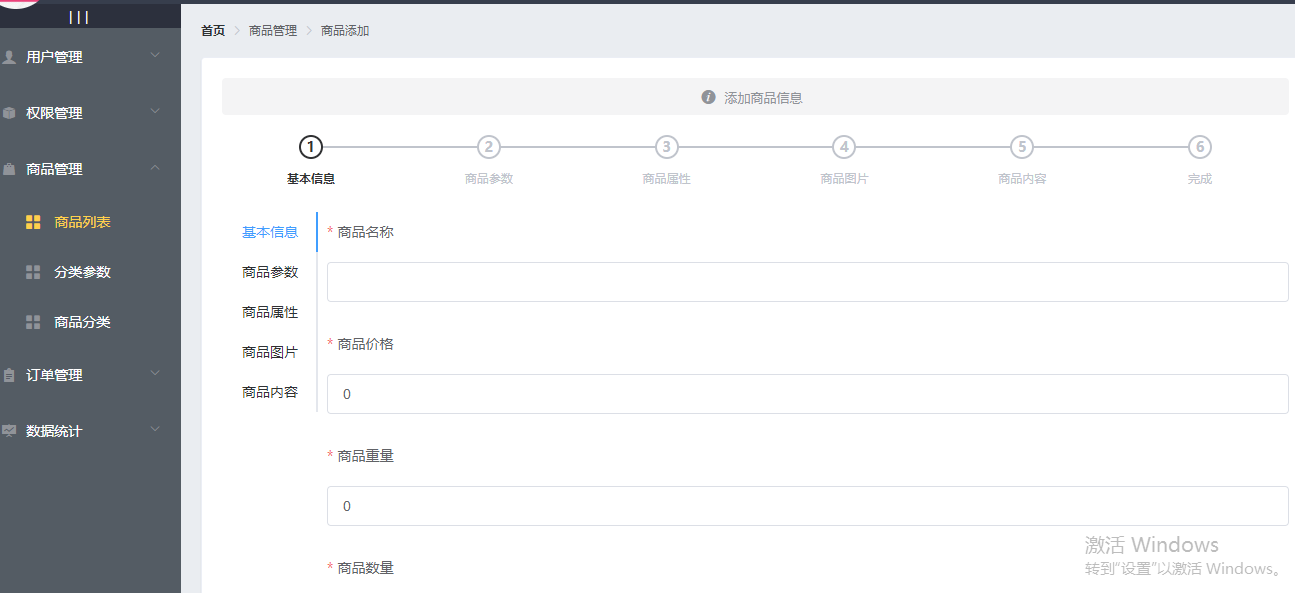 |||
首页 > 商品管理 > 商品添加
用户管理
权限管理
商品管理
商品列表
分类参数
商品分类
订单管理
数据统计
添加商品信息
1 2 3 4 5 6
基本信息 商品参数 商品属性 商品图片 商品内容 完成
基本信息
商品参数
商品属性
商品图片
商品内容
* 商品名称
* 商品价格
0
* 商品重量
0
* 商品数量
激活 Windows
转到“设置”以激活 Windows。